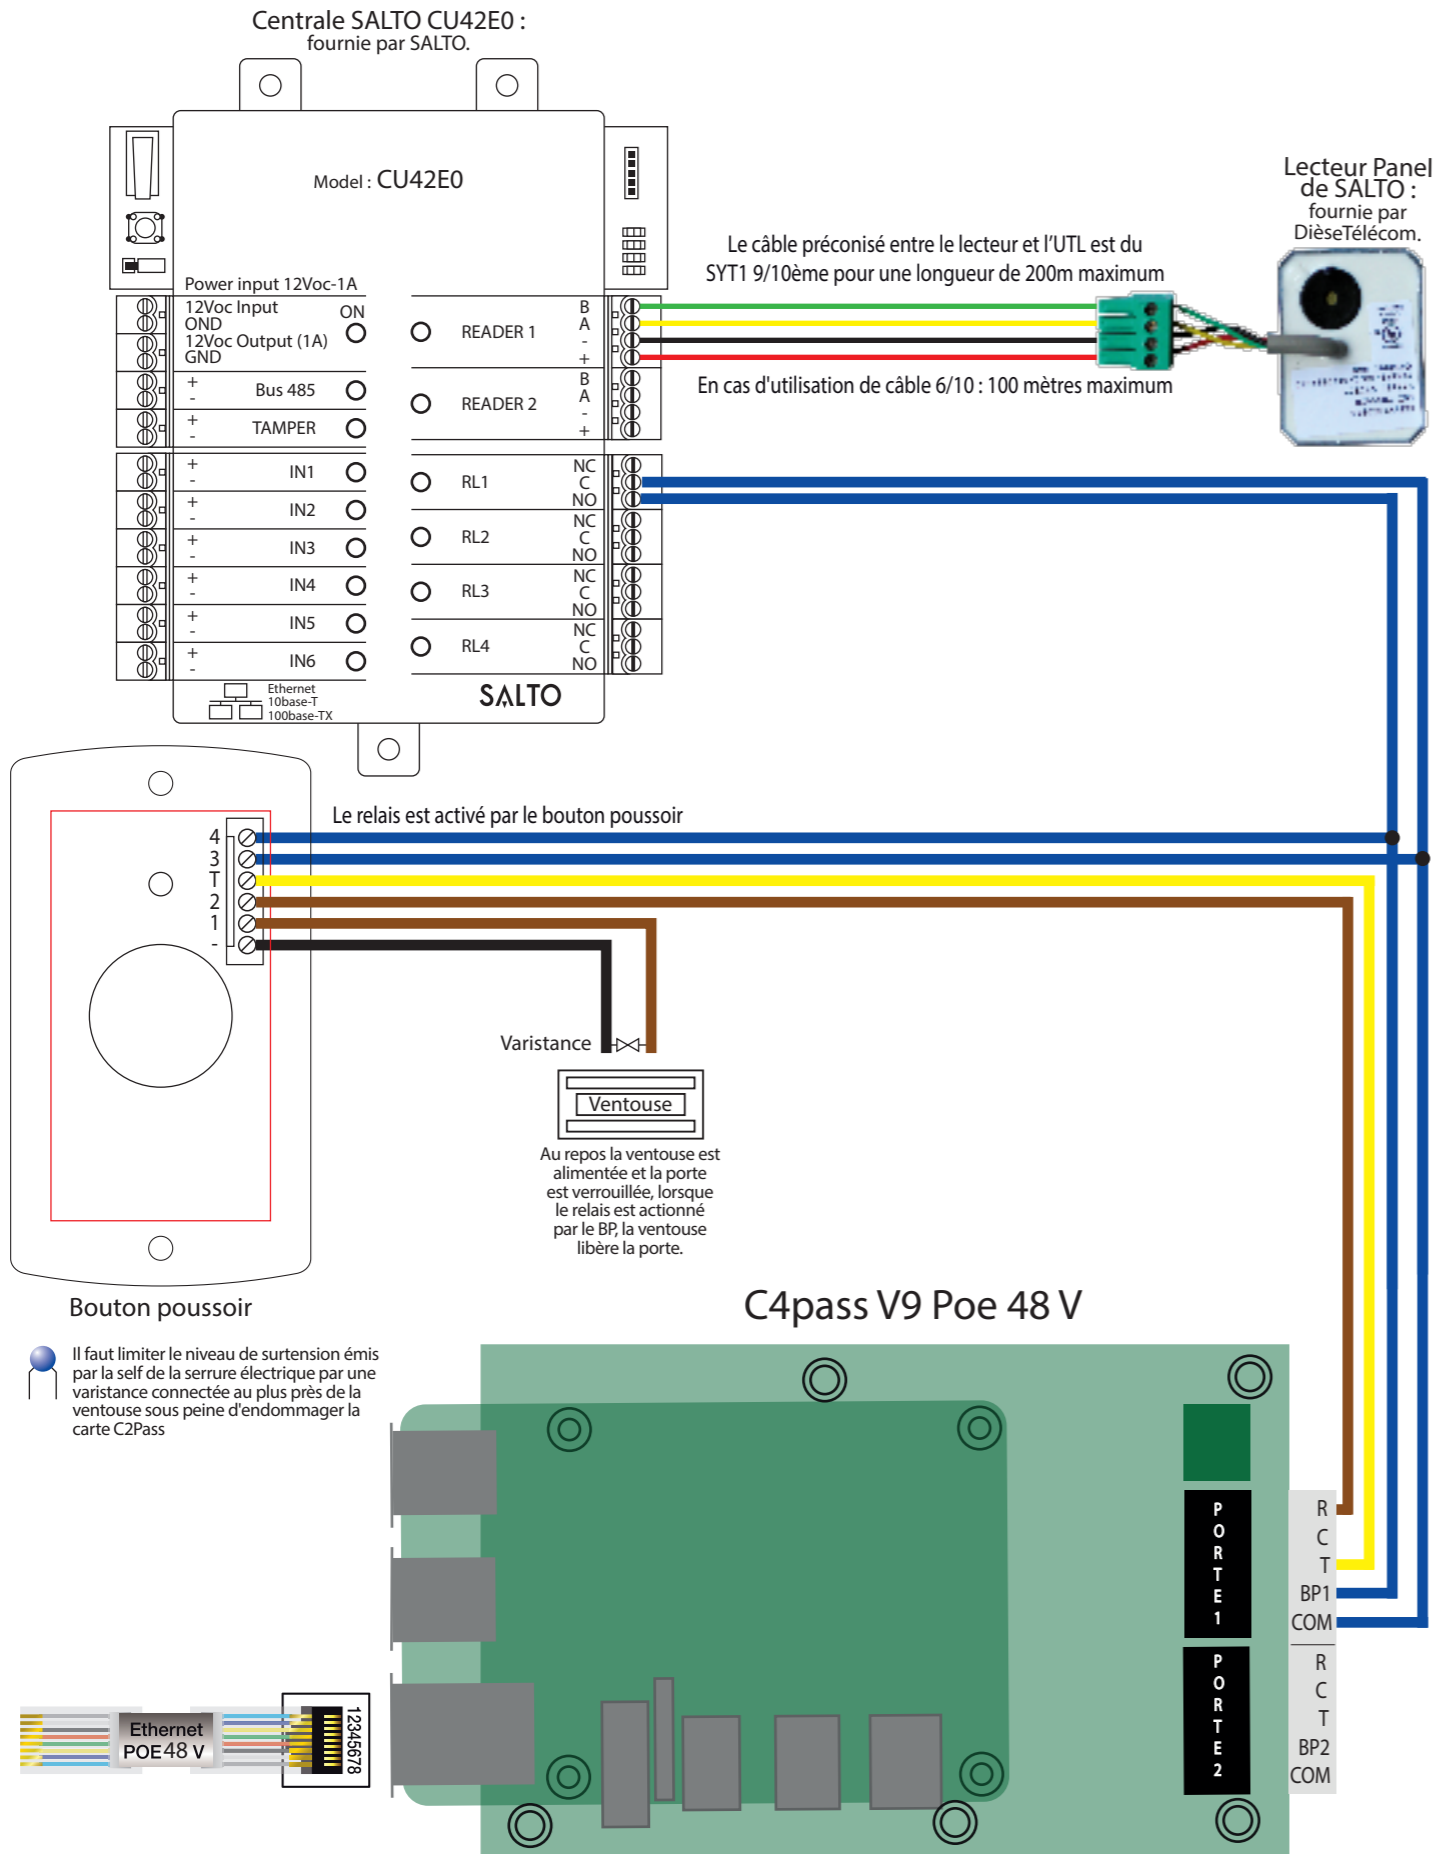 Centrale SALTO CU42E0 :
fournie par SALTO.
Model : CU42E0
Lecteur Panel
de SALTO :
fournie par
DièseTélécom.
Le câble préconisé entre le lecteur et l'UTL est du
SYT1 9/10ème pour une longueur de 200m maximum
En cas d'utilisation de câble 6/10 : 100 mètres maximum
Power input 12Voc-1A
12Voc Input
ON
OND
12Voc Output (1A)
GND
+
-
Bus 485
+
-
TAMPER
+
-
IN1
+
-
IN2
+
-
IN3
+
-
IN4
+
-
IN5
+
-
IN6
READER 1
B
A
-
+
READER 2
B
A
-
+
RL1
NC
C
NO
RL2
NC
C
NO
RL3
NC
C
NO
RL4
NC
C
NO
Ethernet
10base-T
100base-TX
SALTO
Le relais est activé par le bouton poussoir
4
3
T
2
1
-
Varistance
Ventouse
Au repos la ventouse est
alimentée et la porte
est verrouillée, lorsque
le relais est actionné
par le BP, la ventouse
libère la porte.
Bouton poussoir
Il faut limiter le niveau de surtension émis
par la self de la serrure électrique par une
varistance connectée au plus près de la
ventouse sous peine d'endommager la
carte C2Pass
C4pass V9 Poe 48 V
PORTE1
R
C
T
BP1
COM
PORTE2
R
C
T
BP2
COM
Ethernet
POE 48 V
12345678